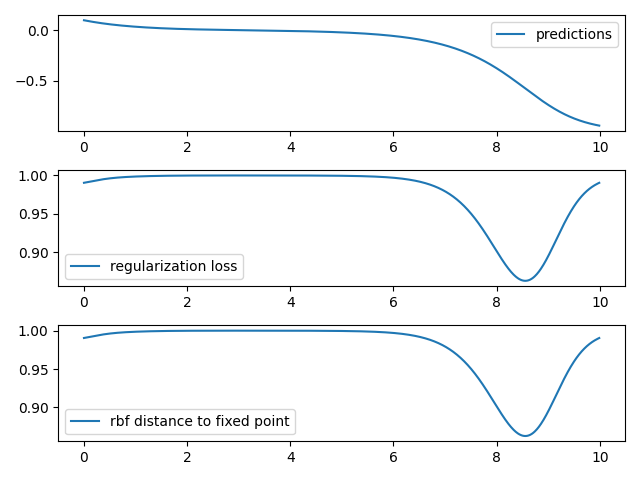 0.0
−0.5
predictions
0 2 4 6 8 10
1.00
0.95
0.90
regularization loss
0 2 4 6 8 10
1.00
0.95
0.90
rbf distance to fixed point
0 2 4 6 8 10